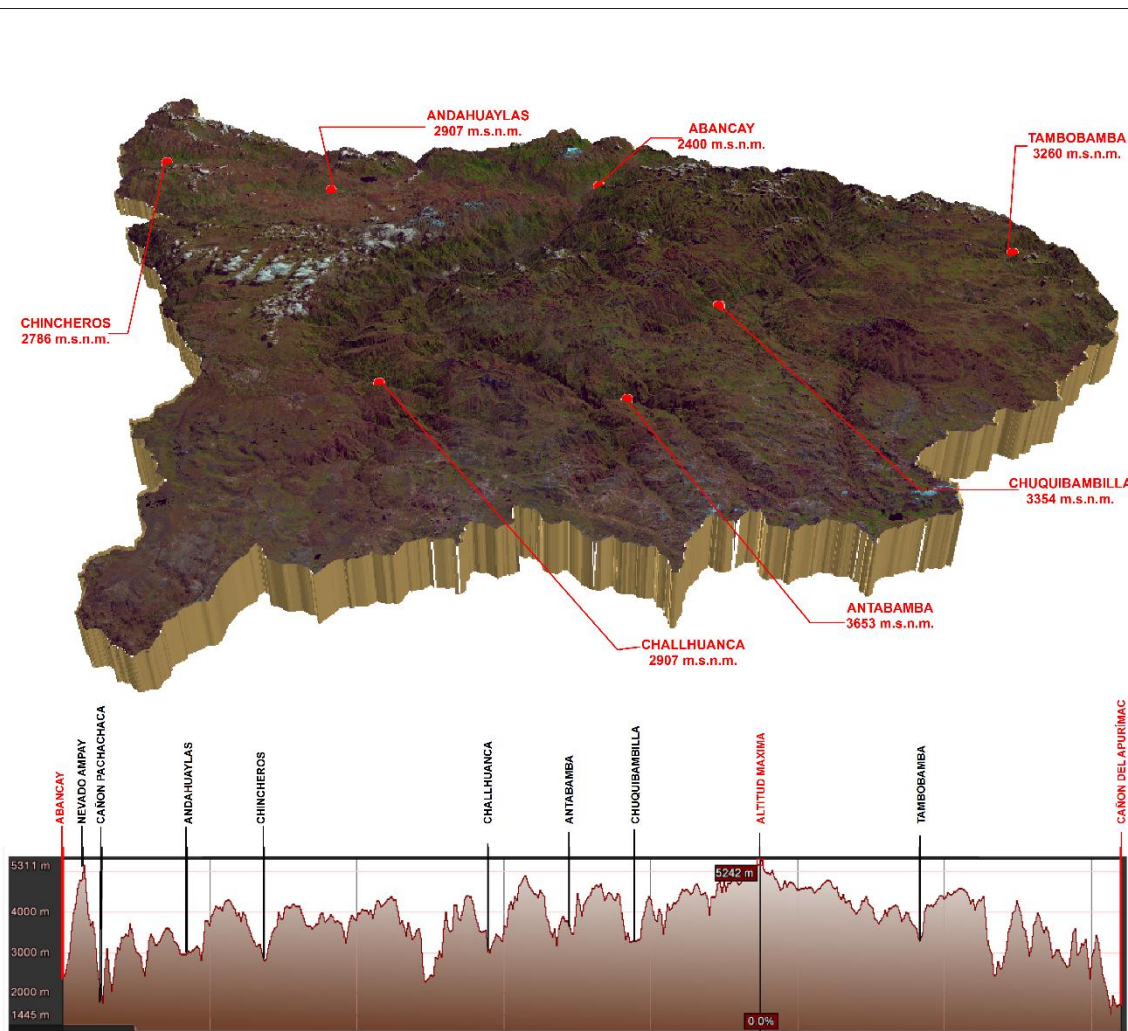 ANDAHUAYLAS
2907 m.s.n.m.
ABANCAY
2400 m.s.n.m.
TAMBOBAMBA
3260 m.s.n.m.
CHINCHEROS
2786 m.s.n.m.
CHUQUIBAMBILLA
3354 m.s.n.m.
ANTABAMBA
3653 m.s.n.m.
CHALLHUANCA
2907 m.s.n.m.
ABANCAY
NEVADO AMPAY
CAÑON PACHACHACA
ANDAHUAYLAS
CHINCHEROS
CHALLHUANCA
ANTABAMBA
CHUQUIBAMBILLA
ALTITUD MAXIMA
TAMBOBAMBA
CAÑON DEL APURÍMAC
5311 m
5242 m
4000 m
3000 m
2000 m
1445 m
0.0%